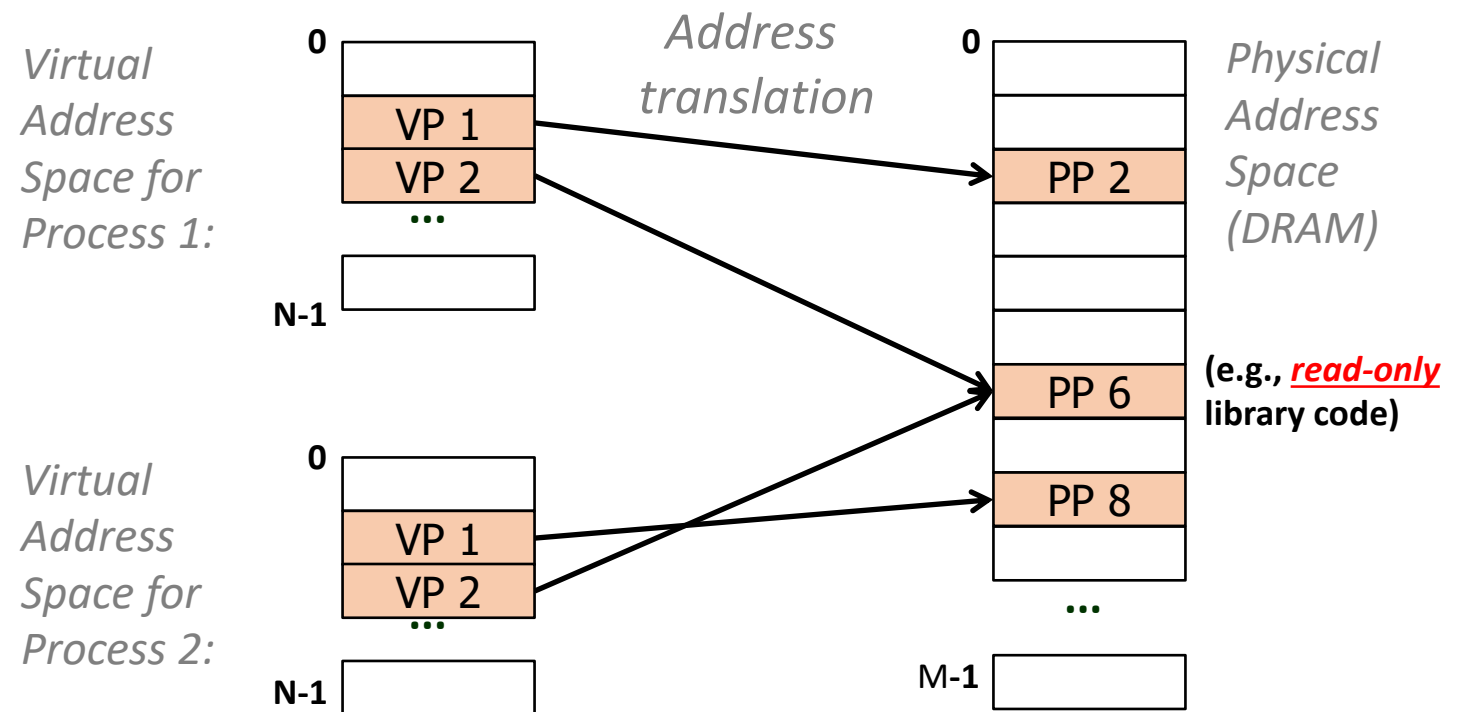 Virtual
Address
Space for
Process 1:
0
VP 1
VP 2
...
N-1
Address
translation
0
PP 2
PP 6
PP 8
...
M-1
Physical
Address
Space
(DRAM)
(e.g., read-only
library code)
Virtual
Address
Space for
Process 2:
0
VP 1
VP 2
...
N-1